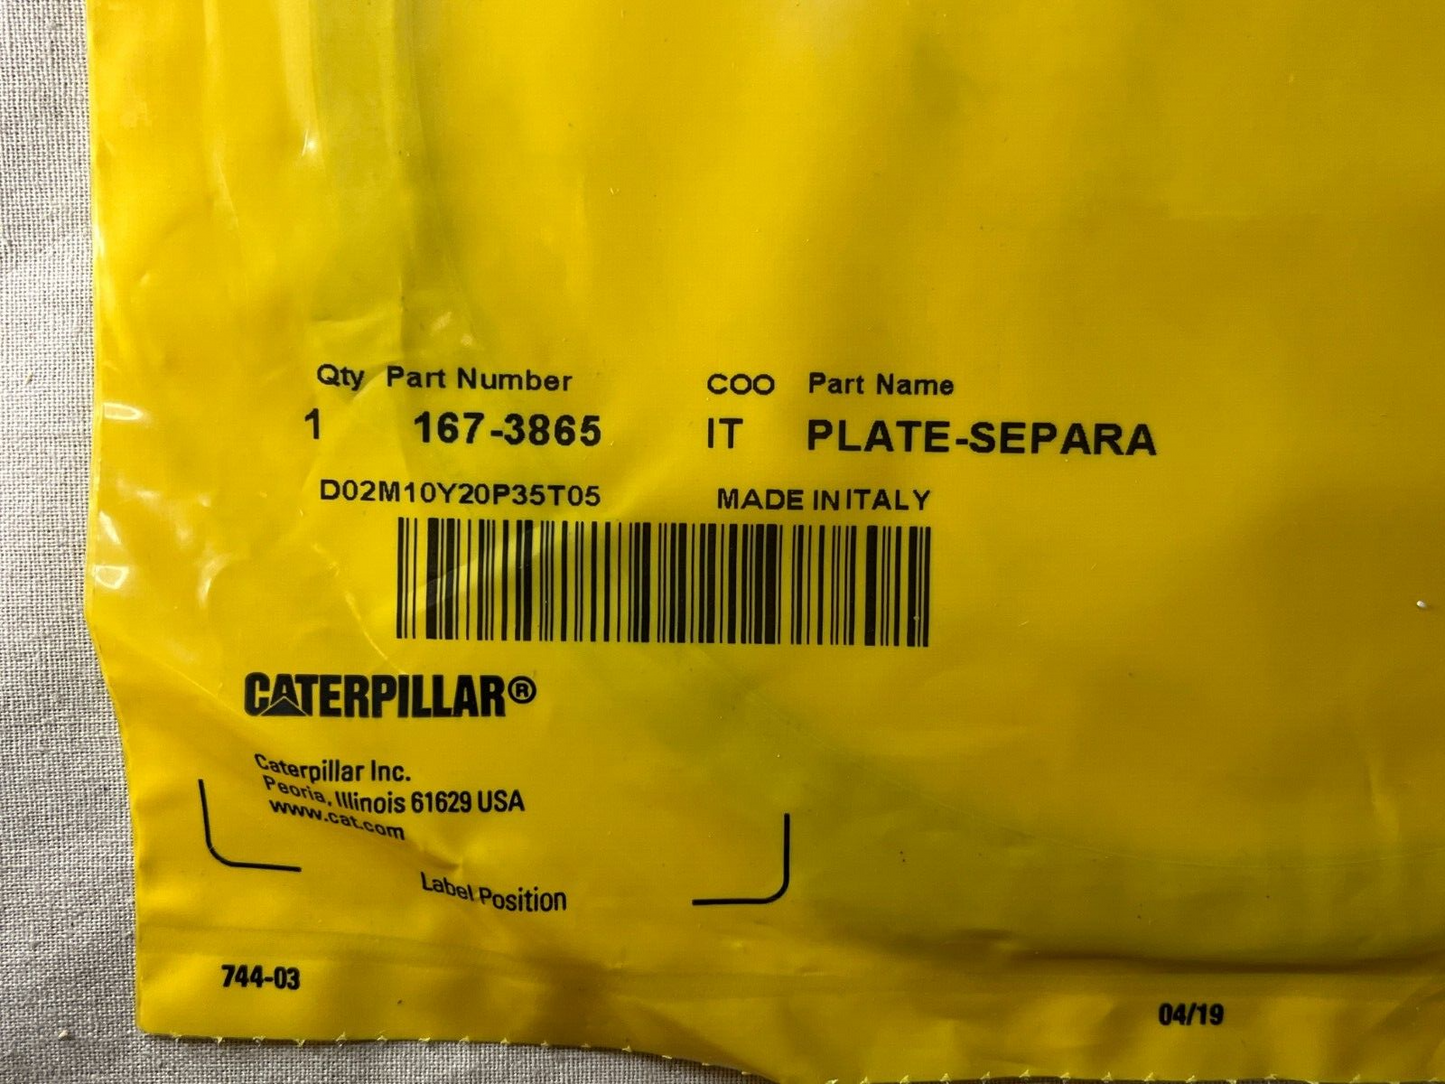 Qty Part Number COO Part Name
1 167-3865 IT PLATE-SEPARA
D02M10Y20P35T05 MADE IN ITALY
CATERPILLAR®
Caterpillar Inc.
Peoria, Illinois 61629 USA
www.cat.com
Label Position
744-03
04/19